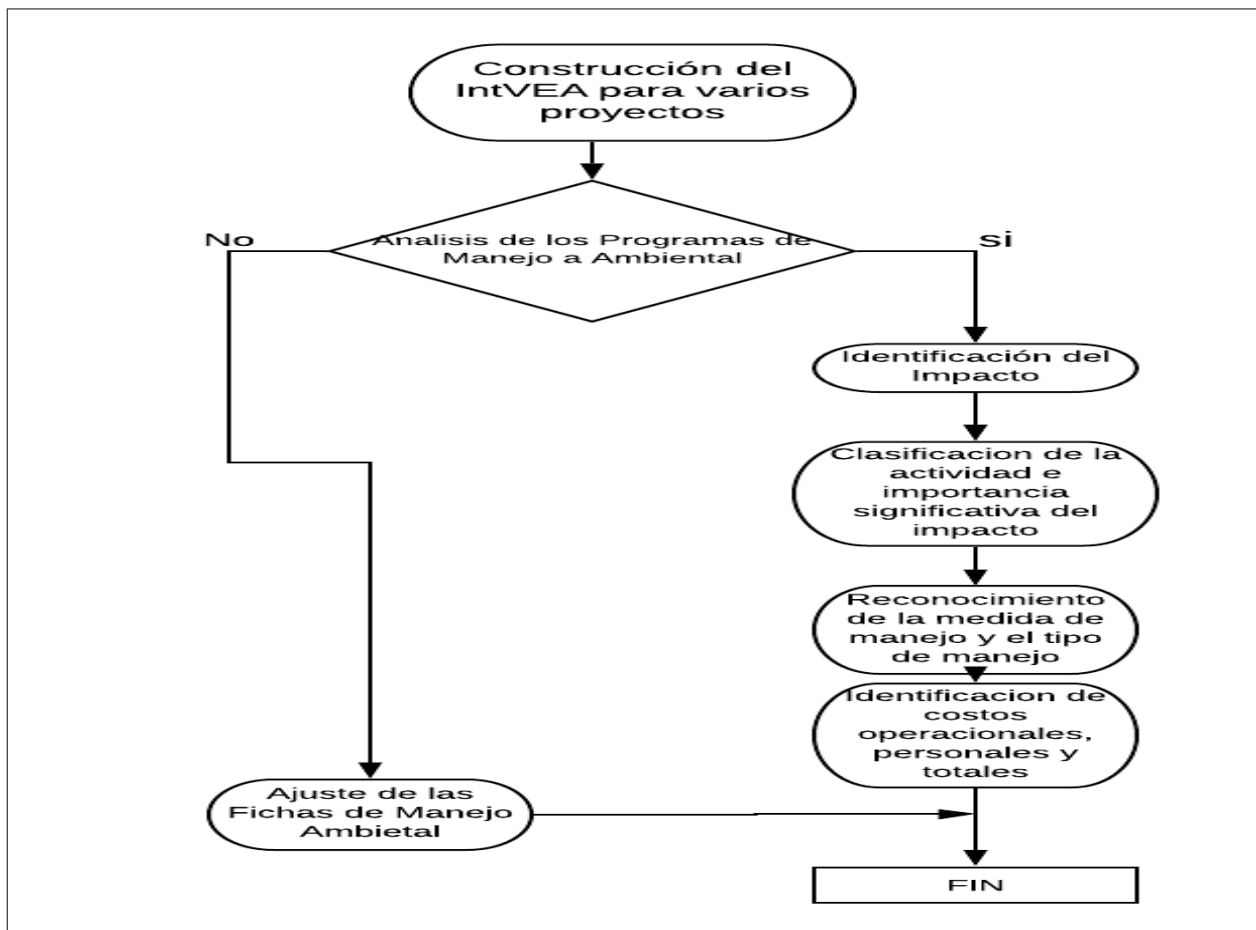 Construcción del
IntVEA para varios
proyectos
No
si
Analisis de los Programas de
Manejo a Ambiental
Identificación del
Impacto
Clasificacion de la
actividad e
importancia
significativa del
impacto
Reconocimiento
de la medida de
manejo y el tipo
de manejo
Identificacion de
costos
operacionales,
personales y
totales
Ajuste de las
Fichas de Manejo
Ambietal
FIN